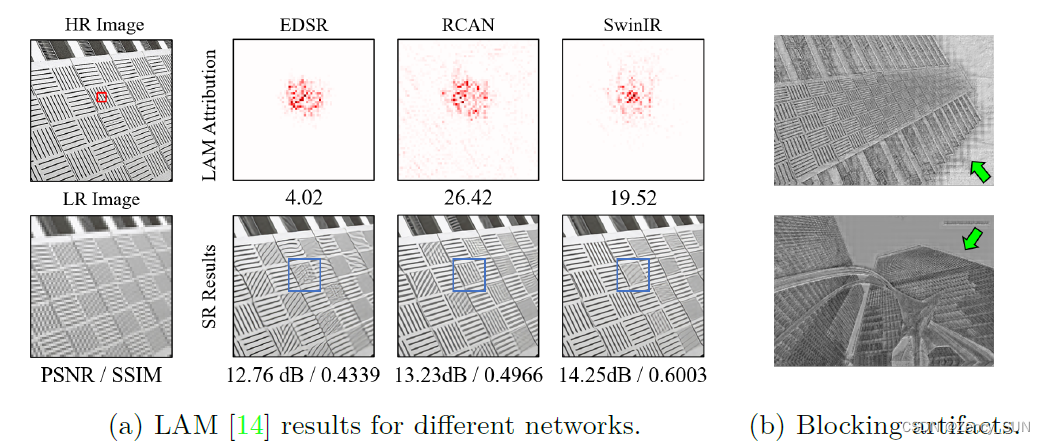 HR Image
EDSR
RCAN
SwinIR
LAM Attribution
LR Image
4.02
26.42
19.52
SR Results
PSNR / SSIM
12.76 dB / 0.4339
13.23dB / 0.4966
14.25dB / 0.6003
(a) LAM [14] results for different networks.
(b) Blocking artifacts.